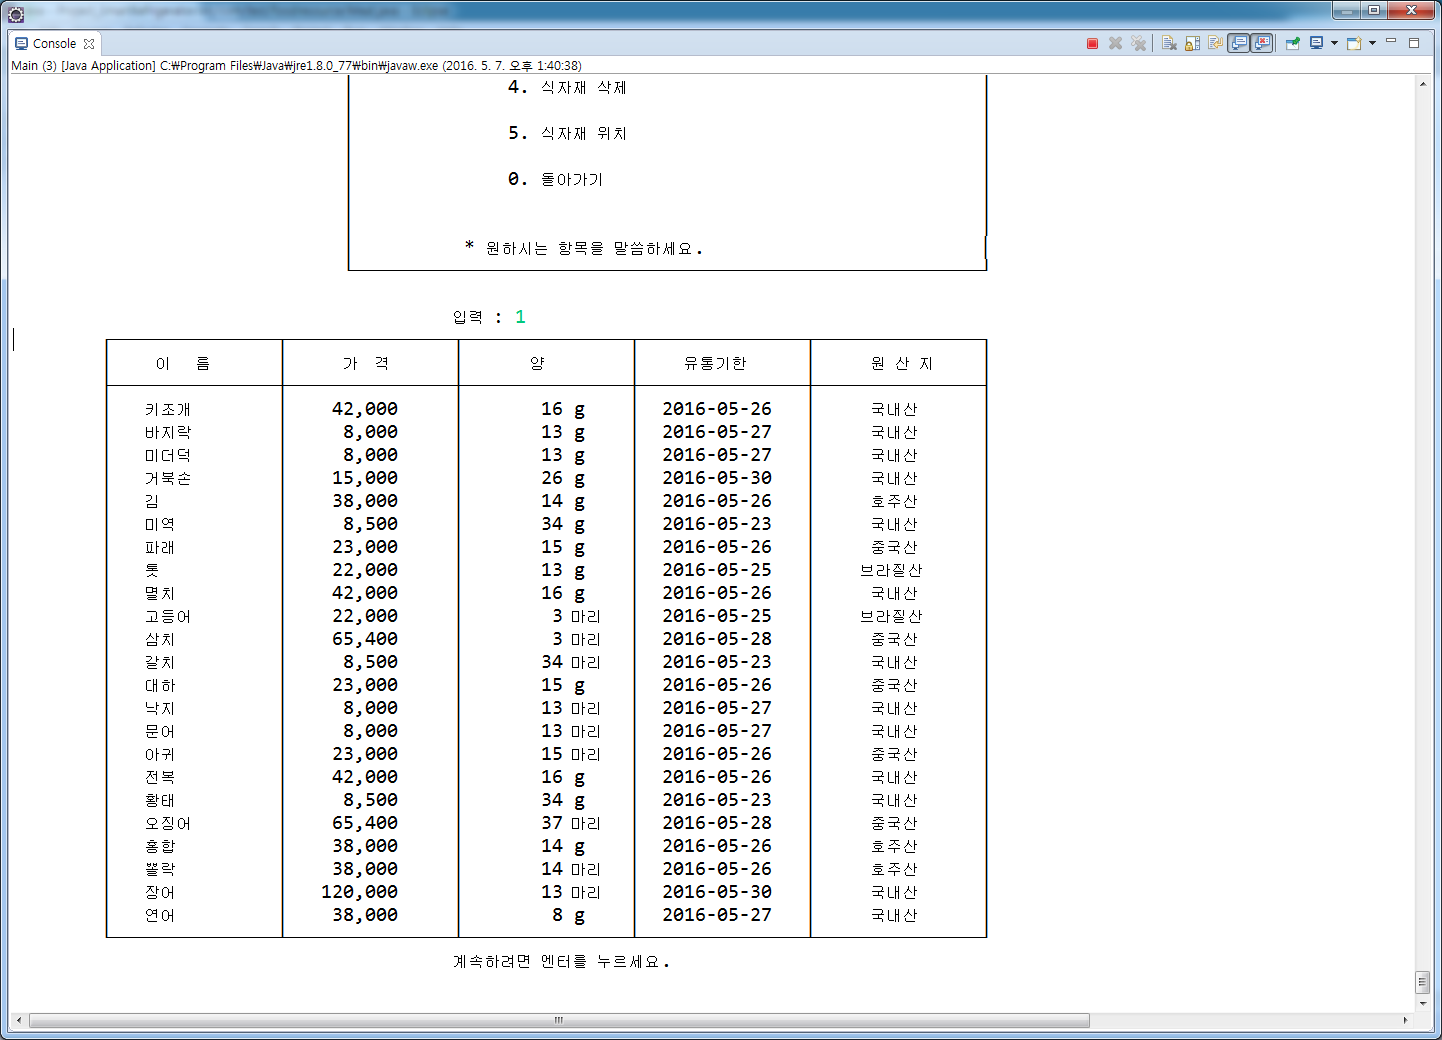 Console
Main (3) [Java Application] C:₩Program Files₩Java₩jre1.8.0_77₩bin₩javaw.exe (2016. 5. 7. 오후 1:40:38)
4. 식자재 삭제
5. 식자재 위치
0. 돌아가기
* 원하시는 항목을 말씀하세요.
입력 : 1
이 름 가 격 양 유통기한 원 산 지
키조개 42,000 16 g 2016-05-26 국내산
바지락 8,000 13 g 2016-05-27 국내산
미더덕 8,000 13 g 2016-05-27 국내산
거북손 15,000 26 g 2016-05-30 국내산
김 38,000 14 g 2016-05-26 호주산
미역 8,500 34 g 2016-05-23 국내산
파래 23,000 15 g 2016-05-26 중국산
톳 22,000 13 g 2016-05-25 브라질산
멸치 42,000 16 g 2016-05-26 국내산
고등어 22,000 3 마리 2016-05-25 브라질산
삼치 65,400 3 마리 2016-05-28 중국산
갈치 8,500 34 마리 2016-05-23 국내산
대하 23,000 15 g 2016-05-26 중국산
낙지 8,000 13 마리 2016-05-27 국내산
문어 8,000 13 마리 2016-05-27 국내산
아귀 23,000 15 마리 2016-05-26 중국산
전복 42,000 16 g 2016-05-26 국내산
황태 8,500 34 g 2016-05-23 국내산
오징어 65,400 37 마리 2016-05-28 중국산
홍합 38,000 14 g 2016-05-26 호주산
뽈락 38,000 14 마리 2016-05-26 호주산
장어 120,000 13 마리 2016-05-30 국내산
연어 38,000 8 g 2016-05-27 국내산
계속하려면 엔터를 누르세요.